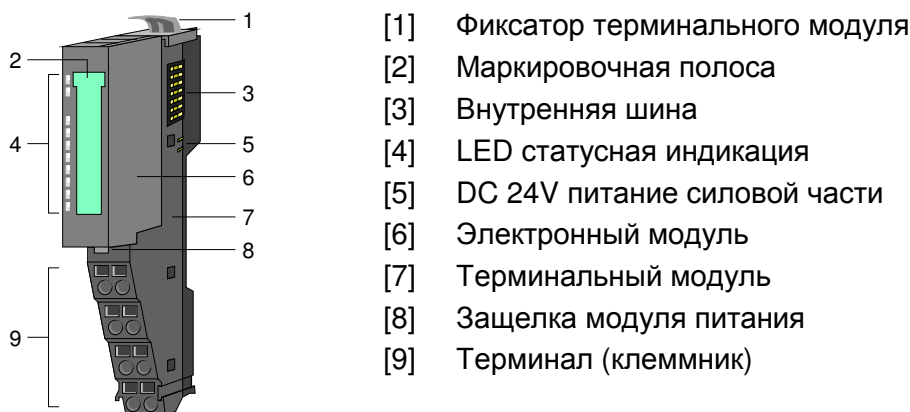 1
2
3
4
5
6
7
8
9
[1] Фиксатор терминального модуля
[2] Маркировочная полоса
[3] Внутренняя шина
[4] LED статусная индикация
[5] DC 24V питание силовой части
[6] Электронный модуль
[7] Терминальный модуль
[8] Защелка модуля питания
[9] Терминал (клеммник)